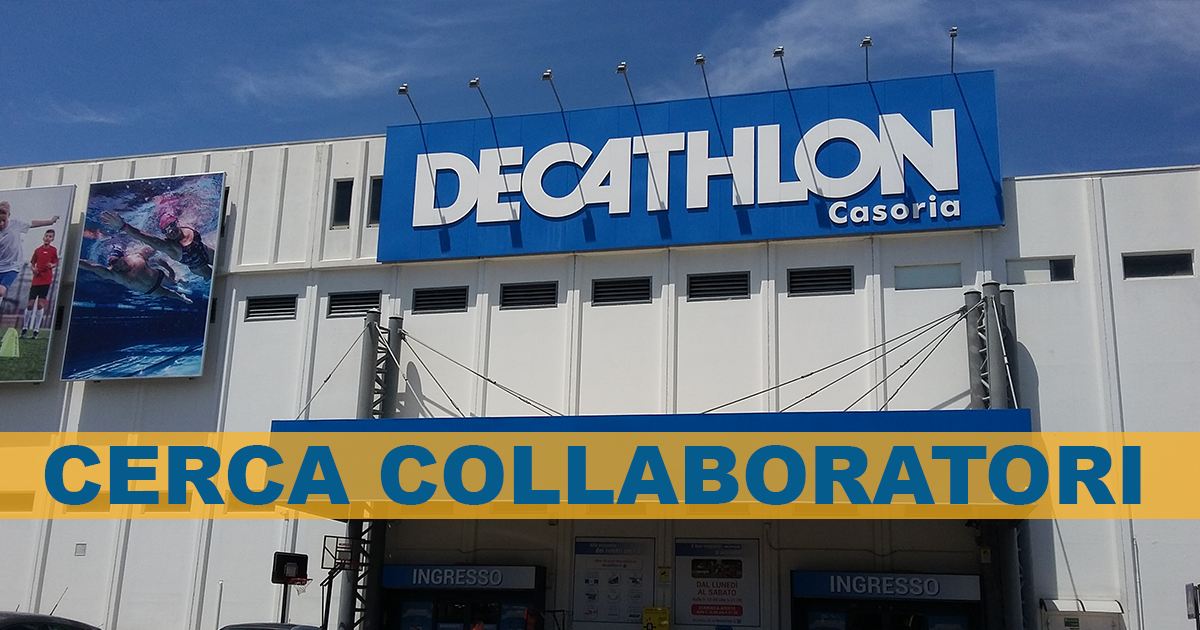 DECATHLON
Casoria
CERCA COLLABORATORI
INGRESSO
INGRESSO
DAL LUNEDI
AL SABATO